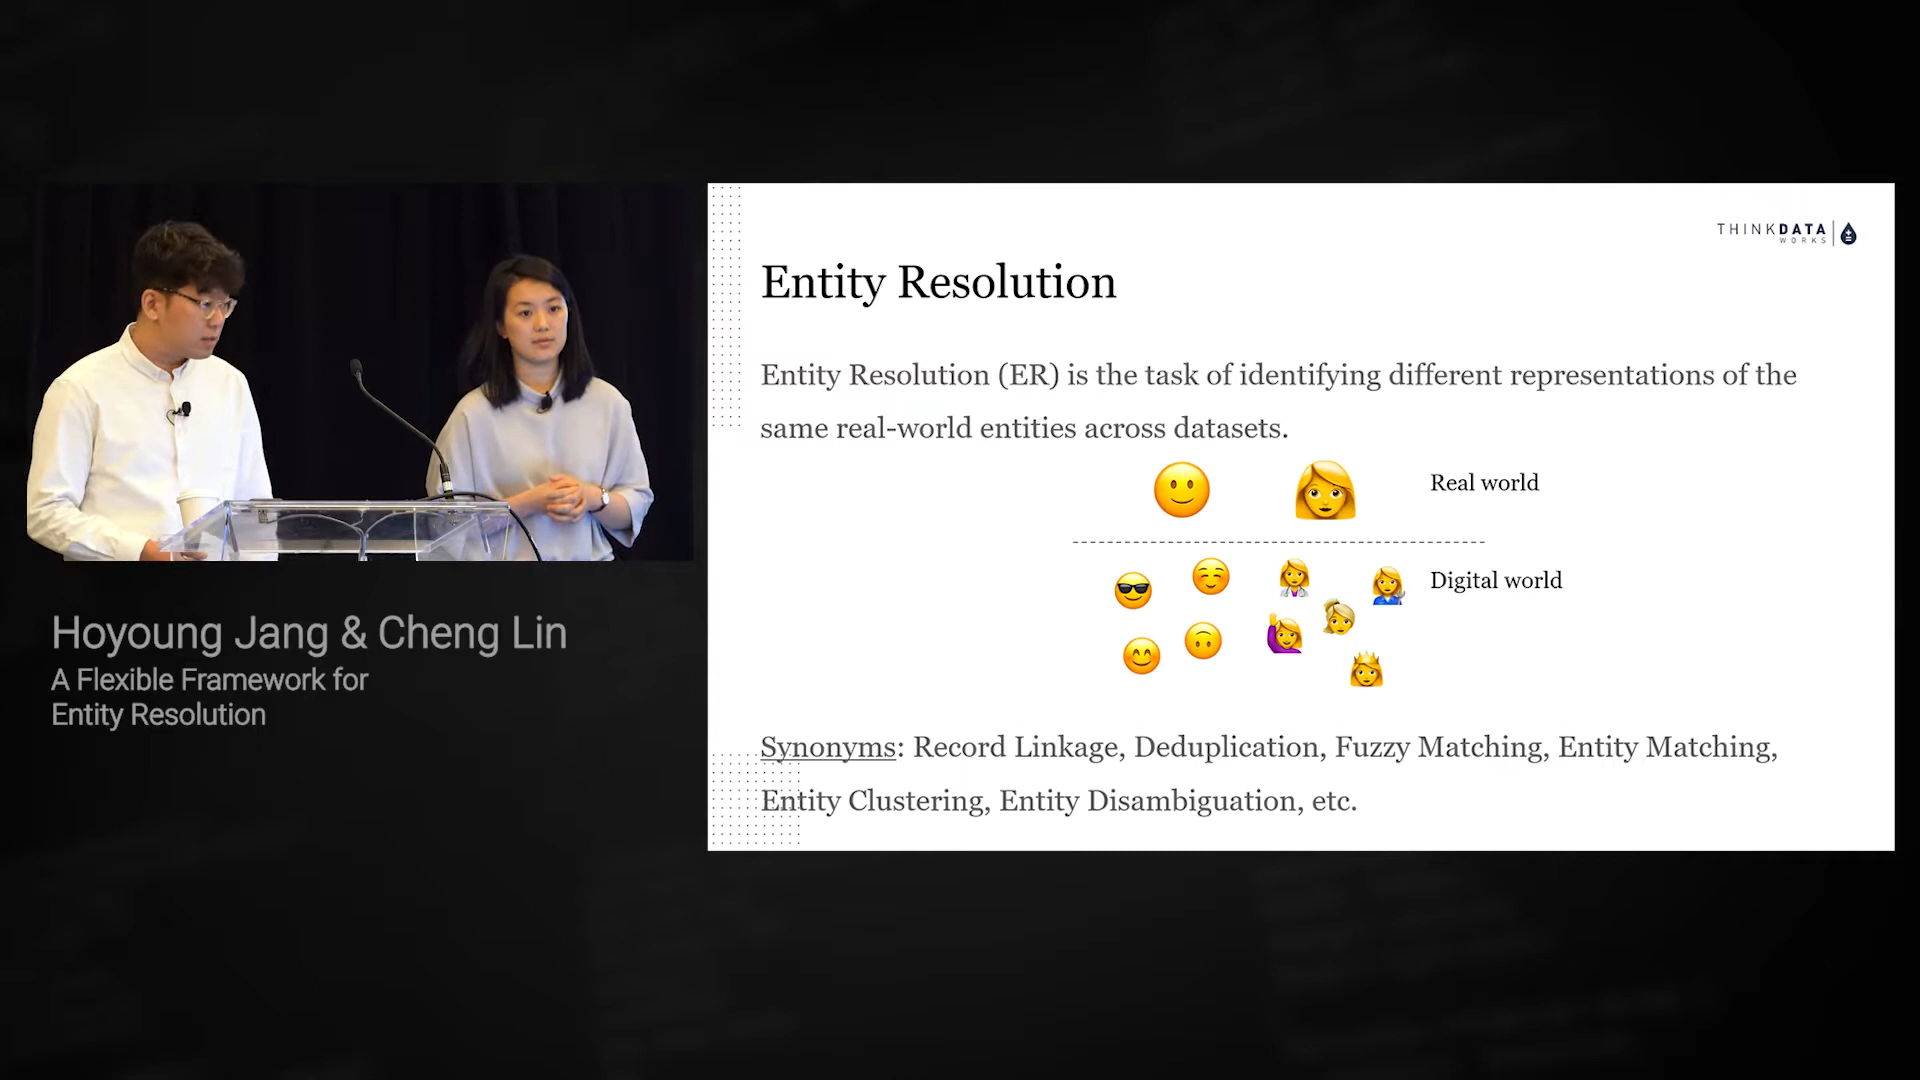 THINKDATA
WORKS
Entity Resolution
Entity Resolution (ER) is the task of identifying different representations of the
same real-world entities across datasets.
Real world
Digital world
Synonyms: Record Linkage, Deduplication, Fuzzy Matching, Entity Matching,
Entity Clustering, Entity Disambiguation, etc.
Hoyoung Jang & Cheng Lin
A Flexible Framework for
Entity Resolution